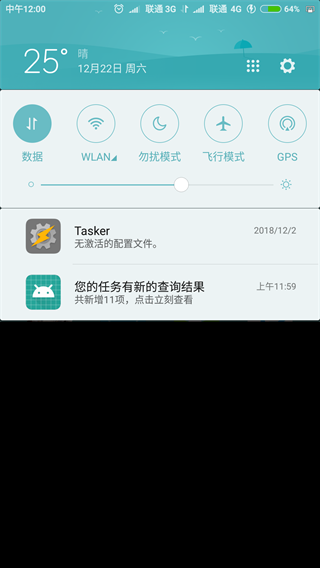 中午12:00 联通 3G 联通 4G 64%
25° 晴
12月22日 周六
数据 WLAN 勿扰模式 飞行模式 GPS
Tasker 2018/12/2
无激活的配置文件。
您的任务有新的查询结果 上午11:59
共新增11项，点击立刻查看